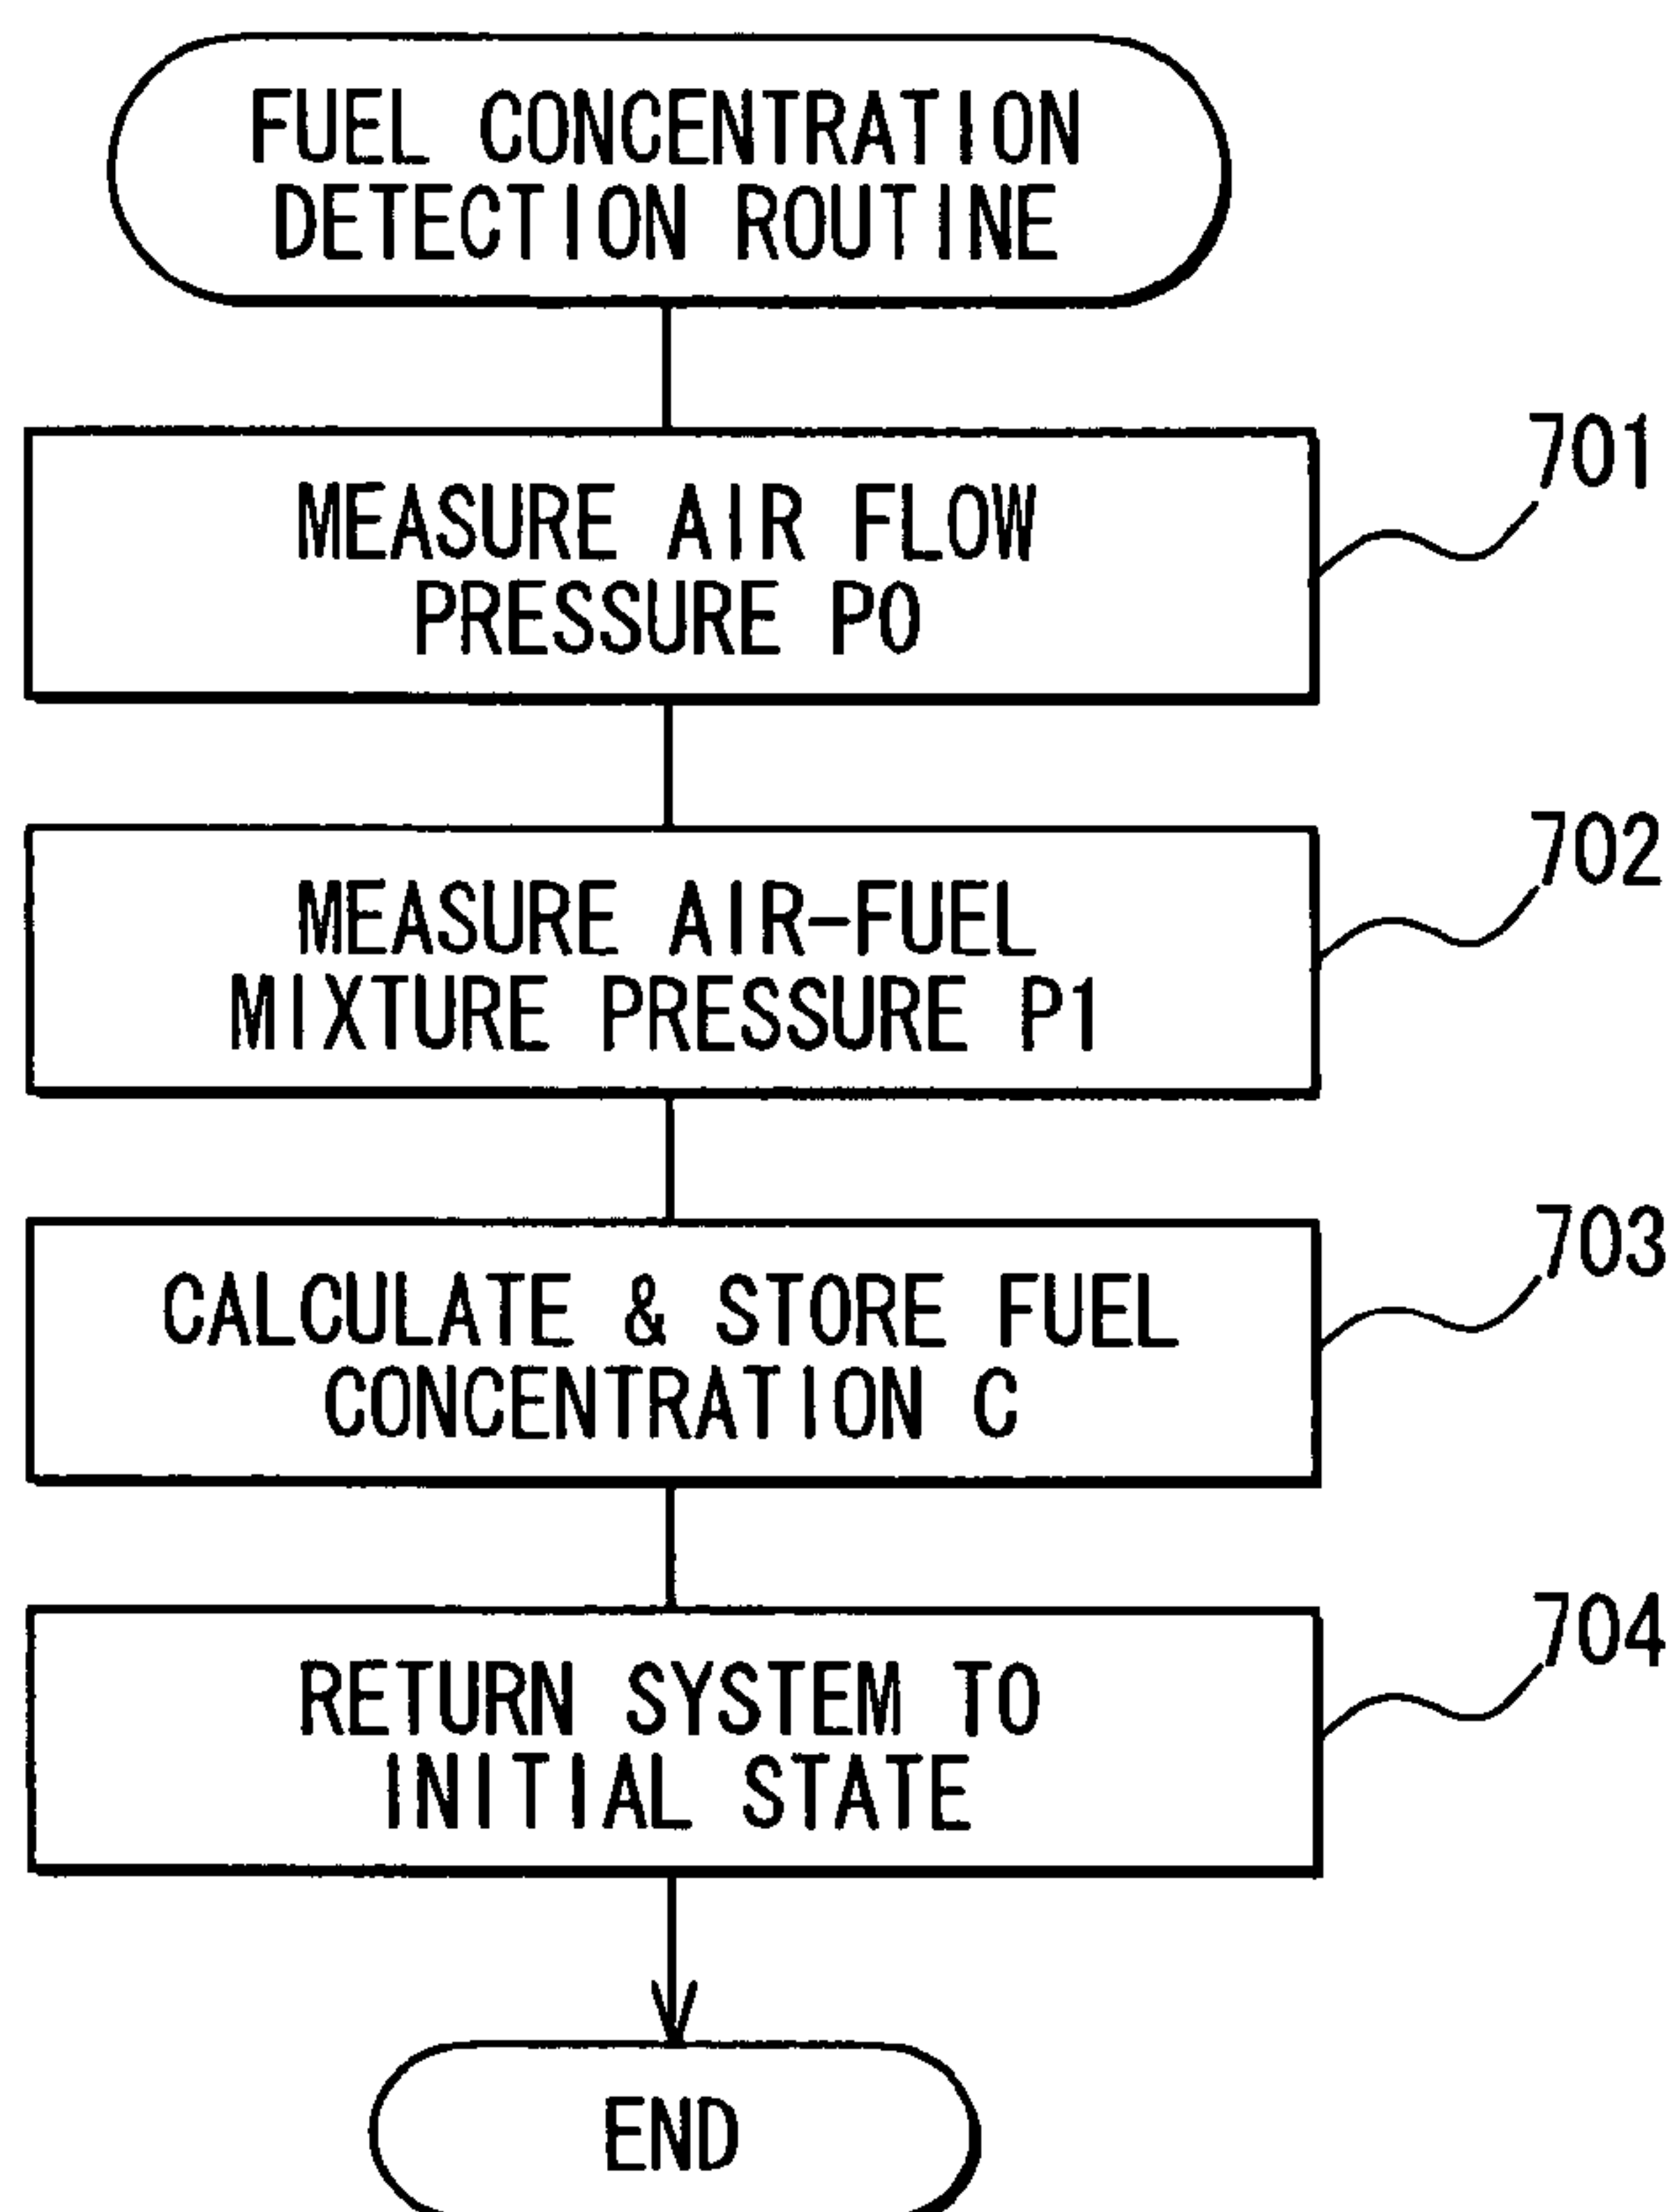 FUEL CONCENTRATION
DETECTION ROUTINE
701
MEASURE AIR FLOW
PRESSURE P0
702
MEASURE AIR-FUEL
MIXTURE PRESSURE P1
703
CALCULATE & STORE FUEL
CONCENTRATION C
704
RETURN SYSTEM TO
INITIAL STATE
END